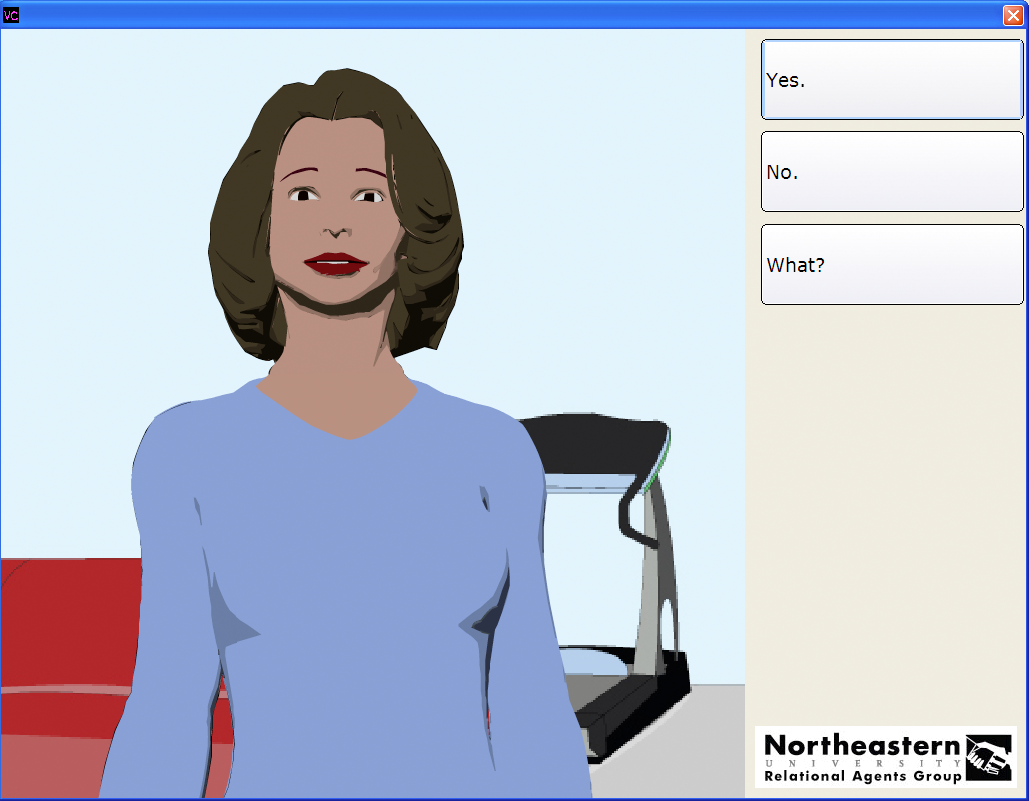 VC
Yes.
No.
What?
Northeastern
UNIVERSITY
Relational Agents Group